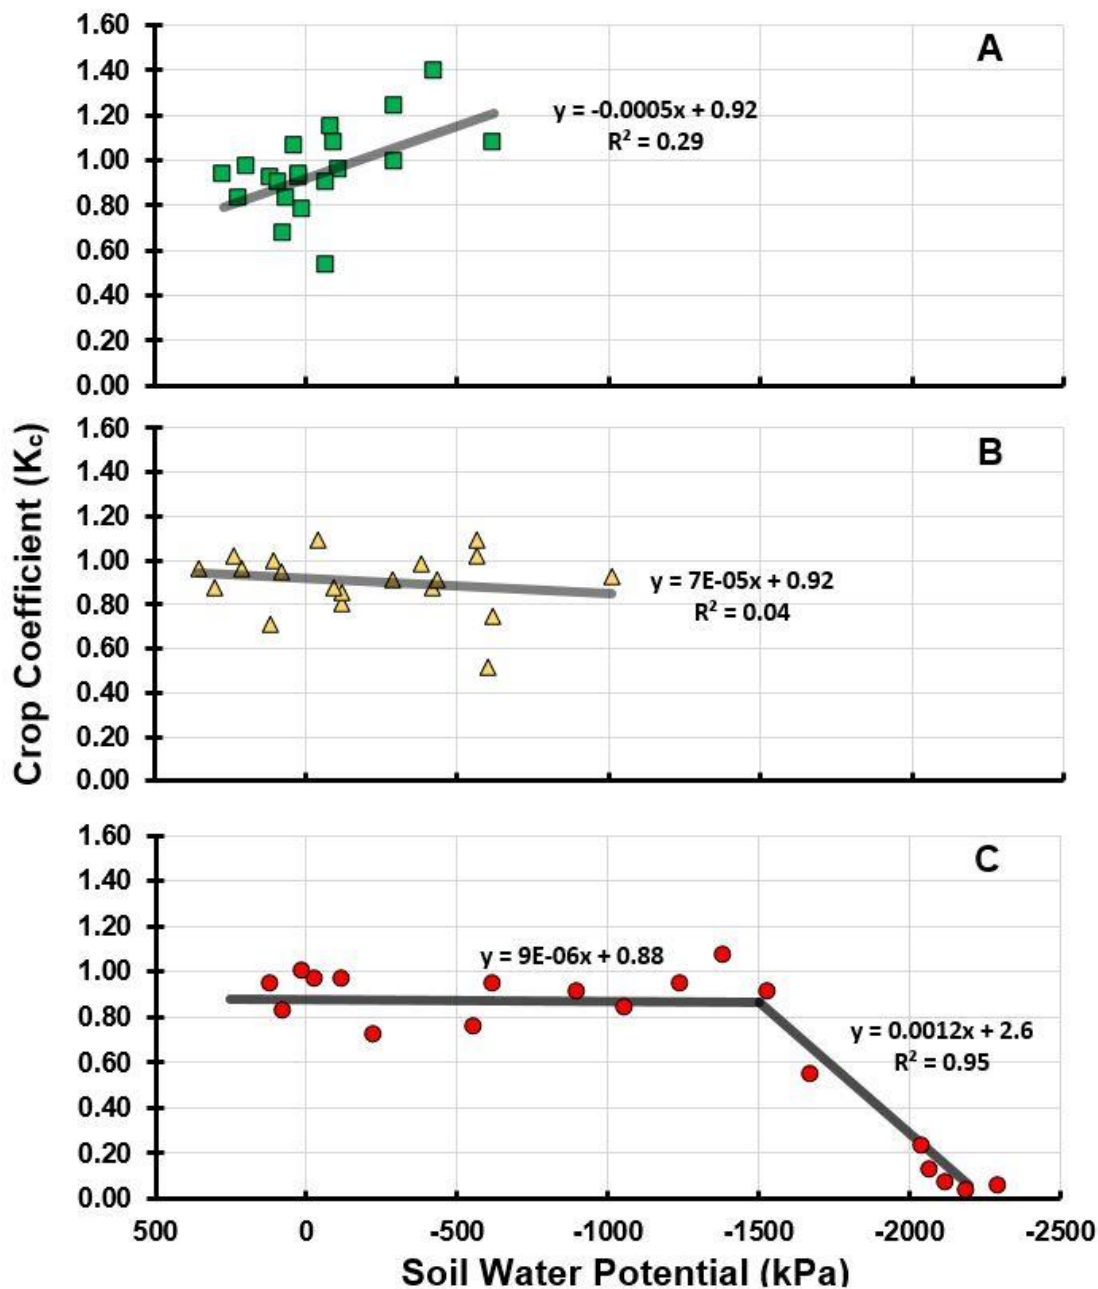 1.60
A
1.40
1.20
y = -0.0005x + 0.92
R² = 0.29
1.00
0.80
0.60
0.40
0.20
0.00
Crop Coefficient (Kc)
1.60
B
1.40
1.20
1.00
y = 7E-05x + 0.92
R² = 0.04
0.80
0.60
0.40
0.20
0.00
1.60
C
1.40
1.20
y = 9E-06x + 0.88
1.00
0.80
y = 0.0012x + 2.6
R² = 0.95
0.60
0.40
0.20
0.00
500 0 -500 -1000 -1500 -2000 -2500
Soil Water Potential (kPa)